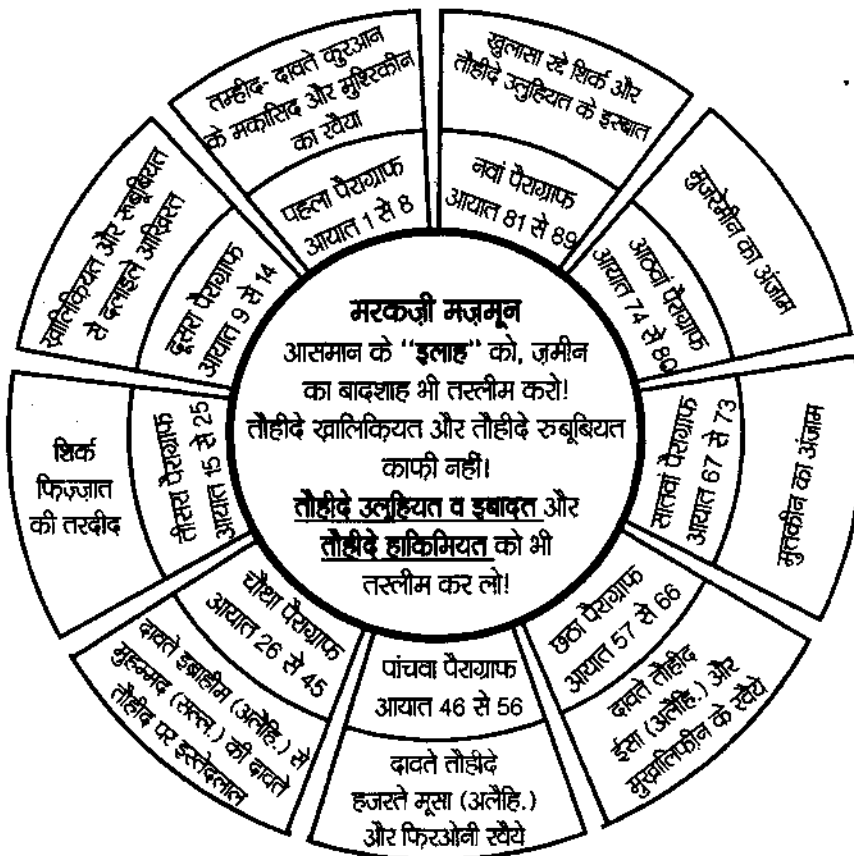 मरकज़ी मज़मून
आसमान के "इलाह" को, ज़मीन
का बादशाह भी तस्लीम करो!
तौहीदे ख़ालिक़ियत और तौहीदे रुबूबियत
काफ़ी नहीं।
तौहीदे उलूहियत व इबादत और
तौहीदे हाकिमियत को भी
तस्लीम कर लो!
तम्हीद- दावते कुरआन
के मक़ासिद और मुश्रिकीन
का रवैया
पहला पैराग्राफ
आयात 1 से 8
ख़ालिक़ियत और रुबूबियत
से दलाइले आख़िरत
दूसरा पैराग्राफ
आयात 9 से 14
शिर्क
फ़िज़्ज़ात
की तरदीद
तीसरा पैराग्राफ
आयात 15 से 25
चौथा पैराग्राफ
आयात 26 से 45
दावते इब्राहीम (अलैहि.) से
मुहम्मद (सल्ल.) की दावते
तौहीद पर इस्तेदलाल
पांचवा पैराग्राफ
आयात 46 से 56
दावते तौहीदे
हजरते मूसा (अलैहि.)
और फिरओनी रवैये
छठा पैराग्राफ
आयात 57 से 66
दावते तौहीद
ईसा (अलैहि.) और
मुख़ालिफ़ीन के रवैये
सातवां पैराग्राफ
आयात 67 से 73
मुतकीन का अंजाम
आठवां पैराग्राफ
आयात 74 से 80
मुजरेमीन का अंजाम
खुलासा रद्दे शिर्क और
तौहीदे उलुहियत के इस्बात
नवां पैराग्राफ
आयात 81 से 89